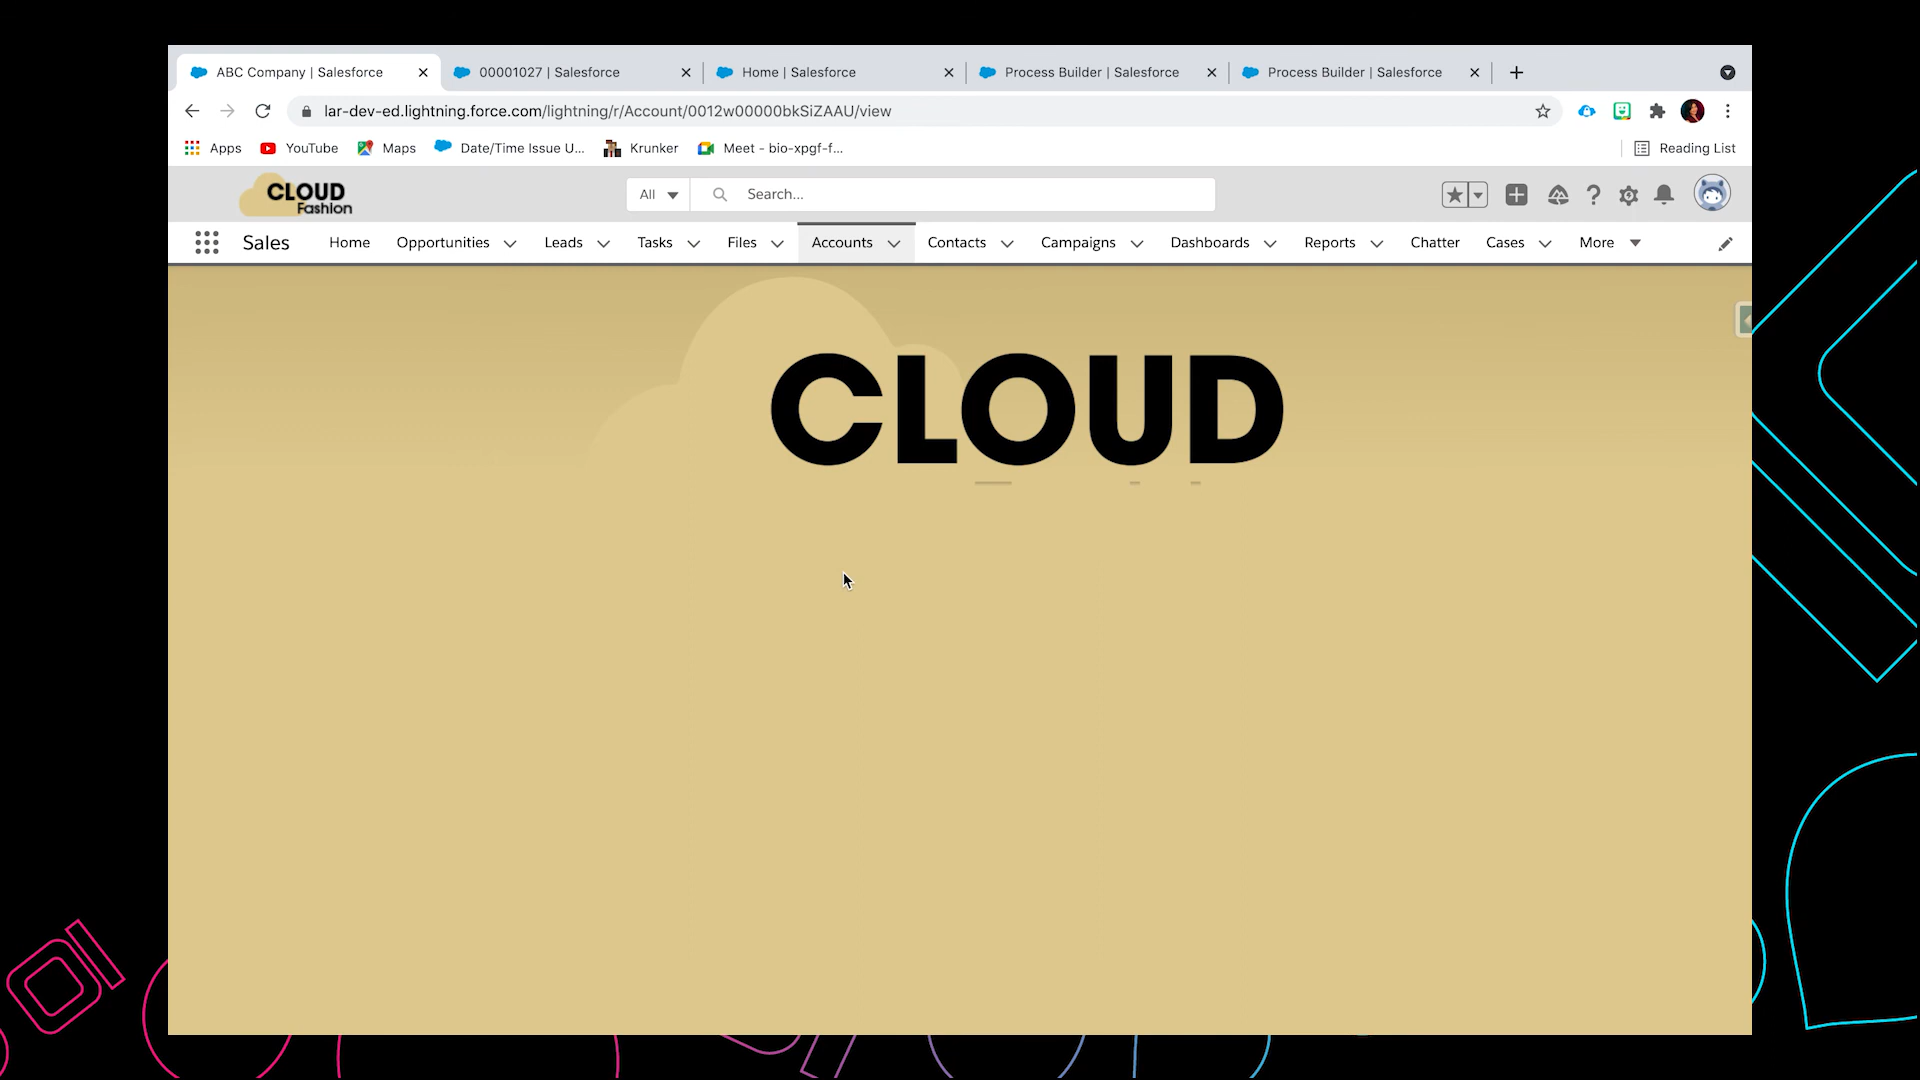 ABC Company | Salesforce
00001027 | Salesforce
Home | Salesforce
Process Builder | Salesforce
Process Builder | Salesforce
lar-dev-ed.lightning.force.com/lightning/r/Account/0012w00000bkSiZAAU/view
Apps
YouTube
Maps
Date/Time Issue U...
Krunker
Meet - bio-xpgf-f...
Reading List
CLOUD
Fashion
All
Search...
Sales
Home
Opportunities
Leads
Tasks
Files
Accounts
Contacts
Campaigns
Dashboards
Reports
Chatter
Cases
More
CLOUD